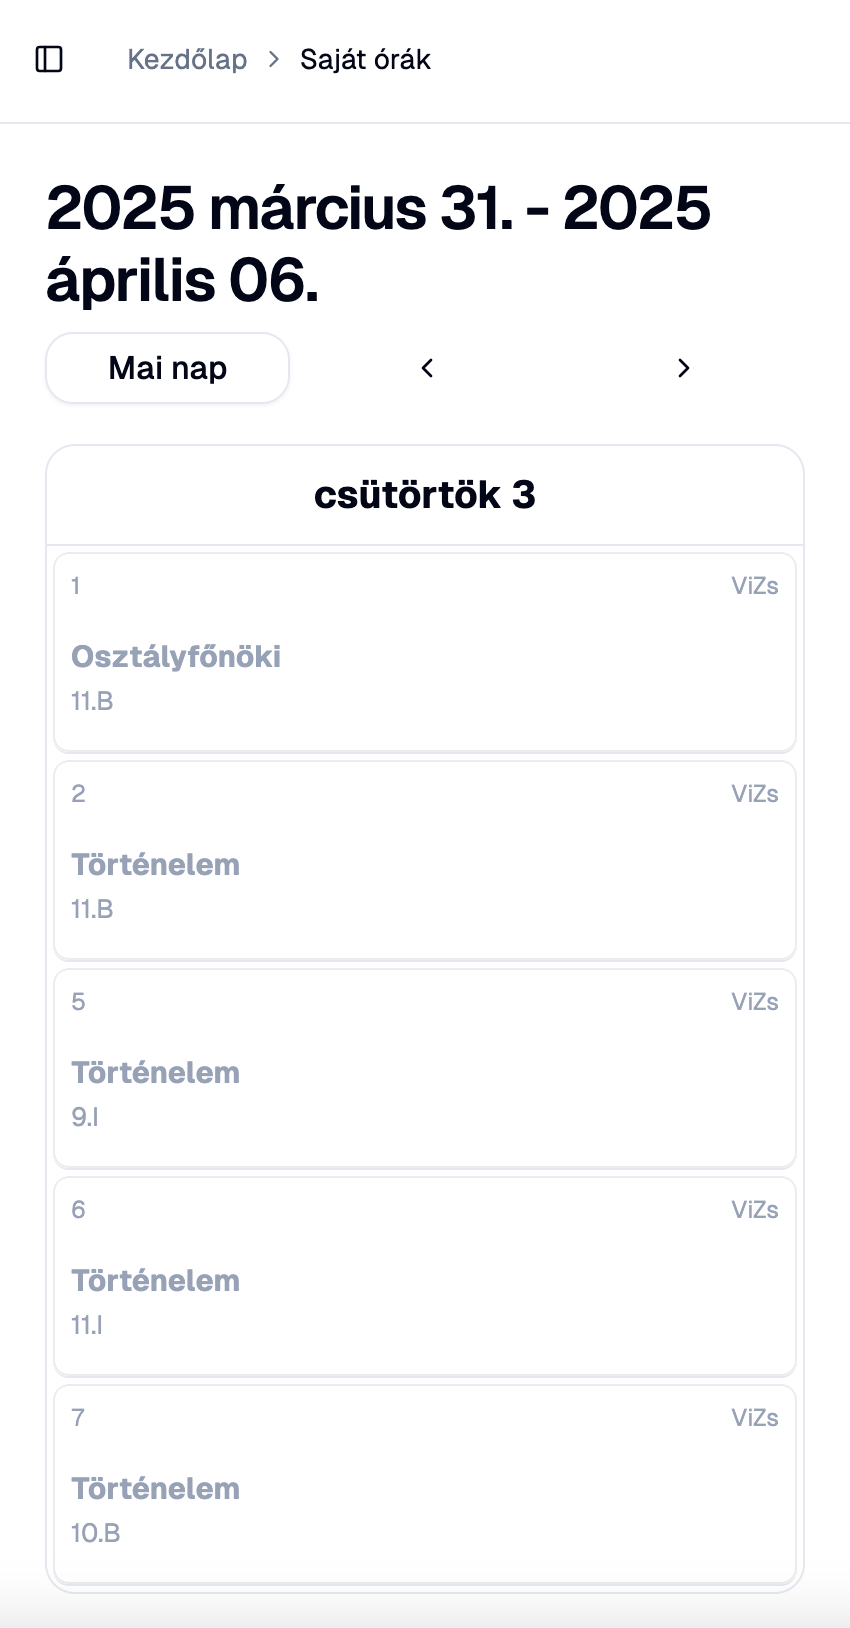 Kezdőlap > Saját órák
2025 március 31. - 2025
április 06.
Mai nap
csütörtök 3
1 ViZs
Osztályfőnöki
11.B
2 ViZs
Történelem
11.B
5 ViZs
Történelem
9.I
6 ViZs
Történelem
11.I
7 ViZs
Történelem
10.B